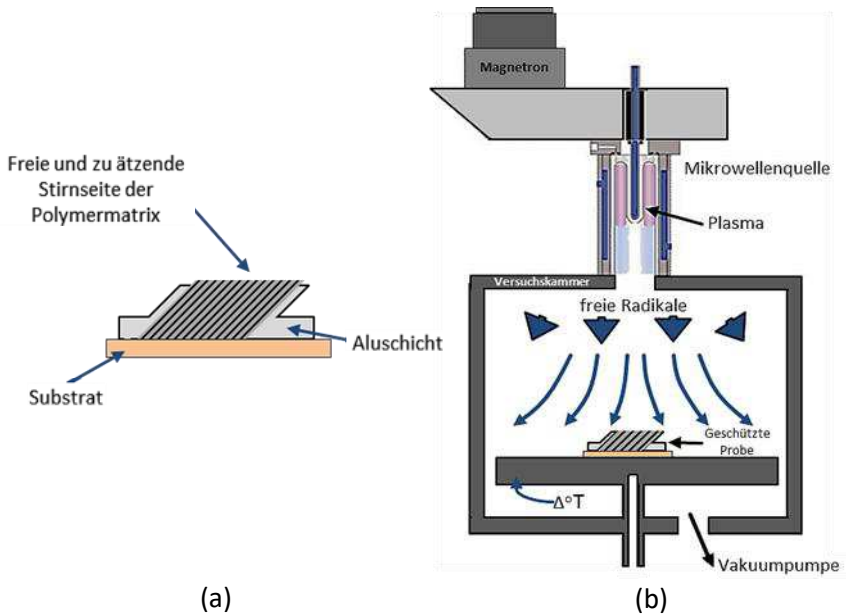 Freie und zu ätzende
Stirnseite der
Polymermatrix
Aluschicht
Substrat
(a)
Magnetron
Mikrowellenquelle
Plasma
Versuchskammer
freie Radikale
Geschützte
Probe
Δ°T
Vakuumpumpe
(b)